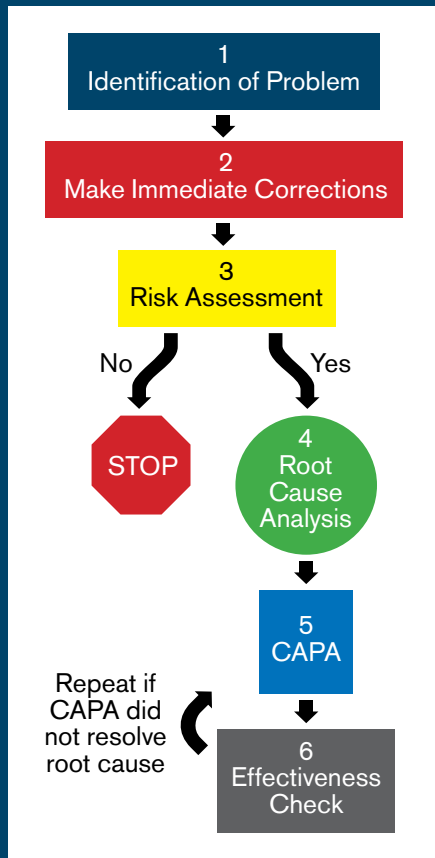 1
Identification of Problem
2
Make Immediate Corrections
3
Risk Assessment
No
Yes
STOP
4
Root
Cause
Analysis
5
CAPA
Repeat if
CAPA did
not resolve
root cause
6
Effectiveness
Check